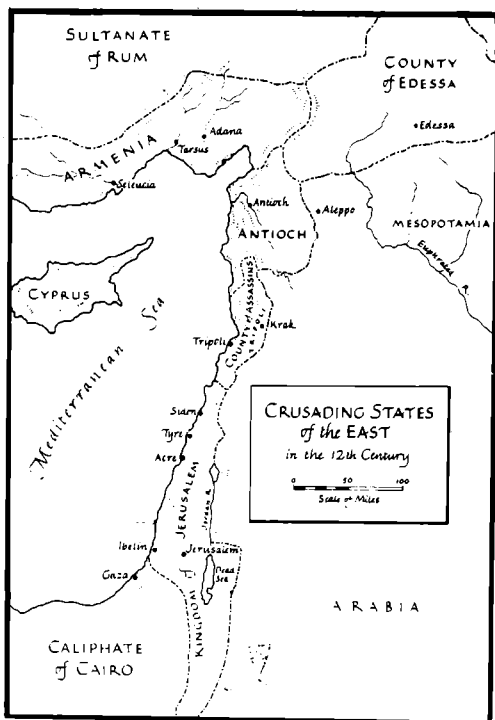 SULTANATE
of RUM
COUNTY
of EDESSA
Edessa
Adana
Tarsus
ARMENIA
Seleucia
Antioch
Aleppo
MESOPOTAMIA
ANTIOCH
Euphrates
CYPRUS
ASSASSINS
COUNTY of
TRIPOLI
Krak
Tripoli
Mediterranean Sea
CRUSADING STATES
of the EAST
in the 12th Century
0 50 100
Scale of Miles
Sidon
Tyre
Acre
KINGDOM of JERUSALEM
Jordan R.
Ibelin
Jerusalem
Dead
Sea
Gaza
ARABIA
CALIPHATE
of CAIRO